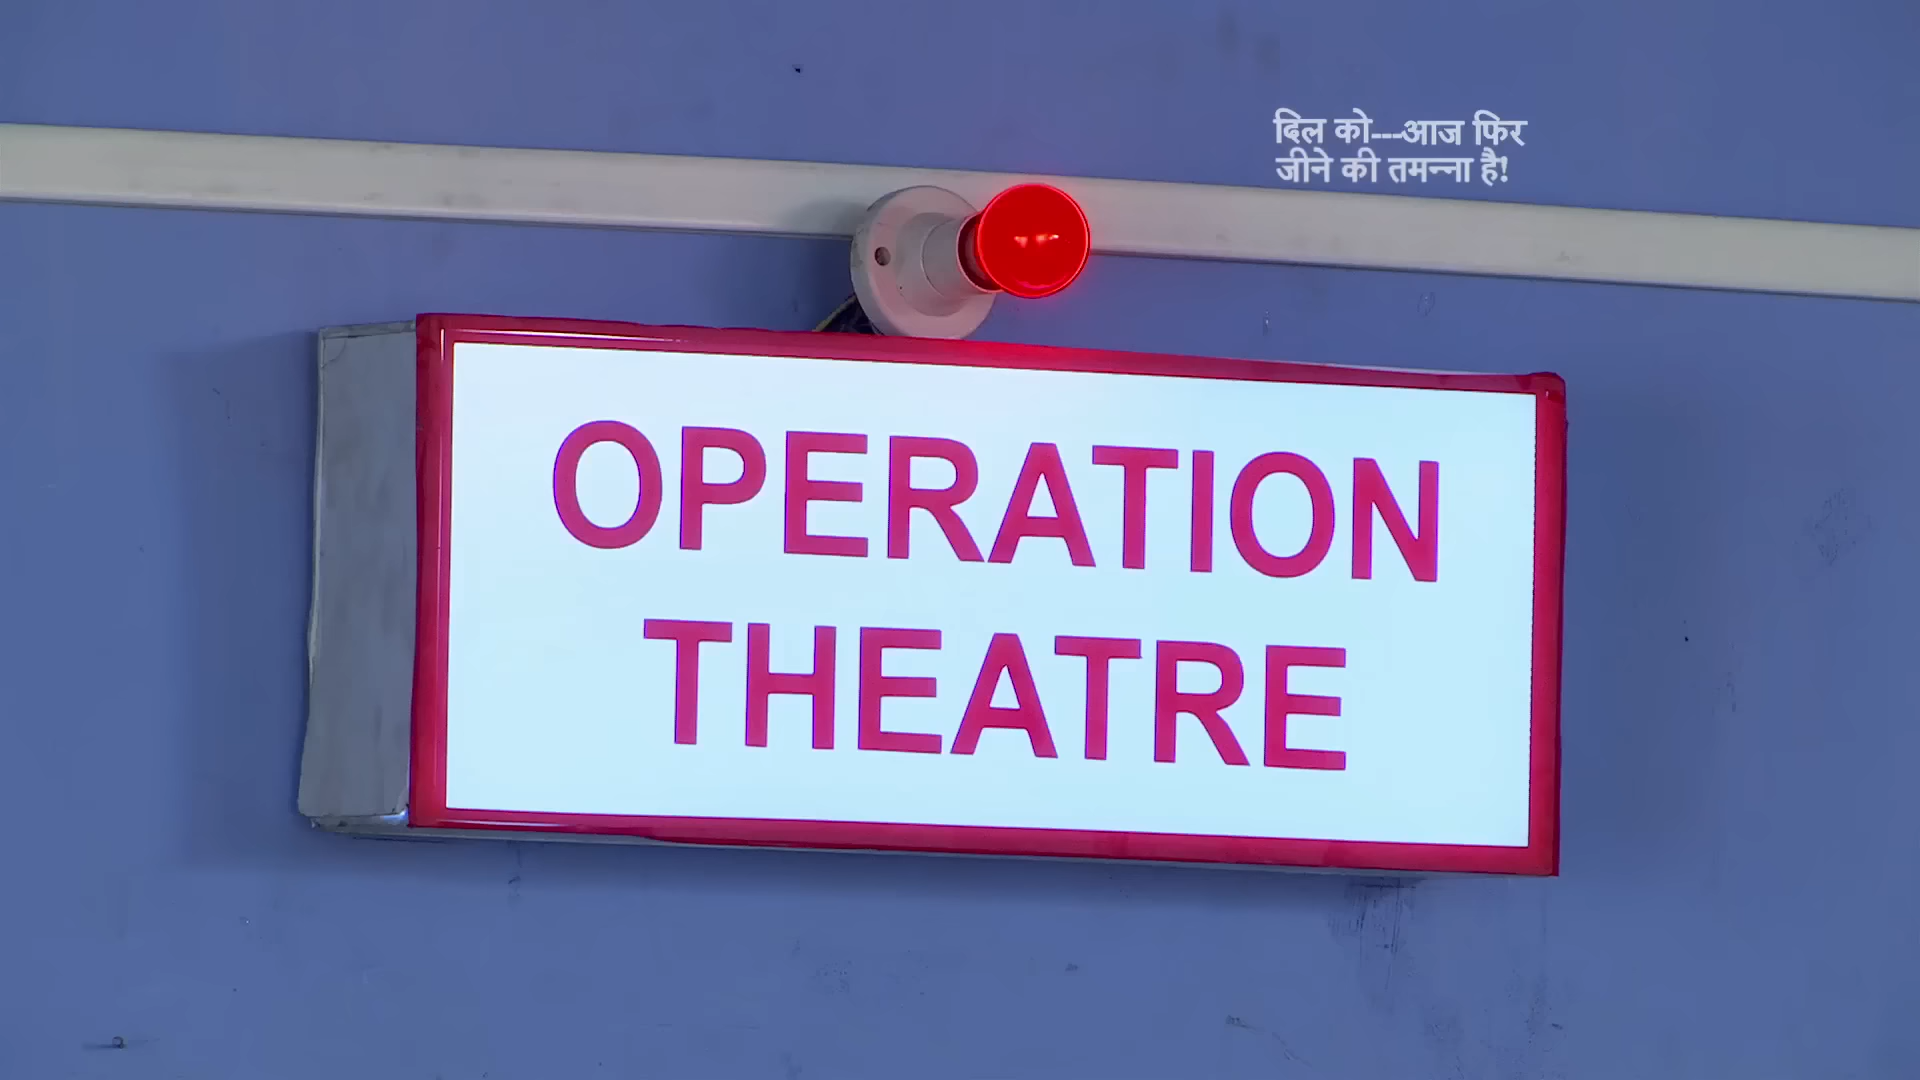 दिल को---आज फिर
जीने की तमन्ना है!
OPERATION
THEATRE